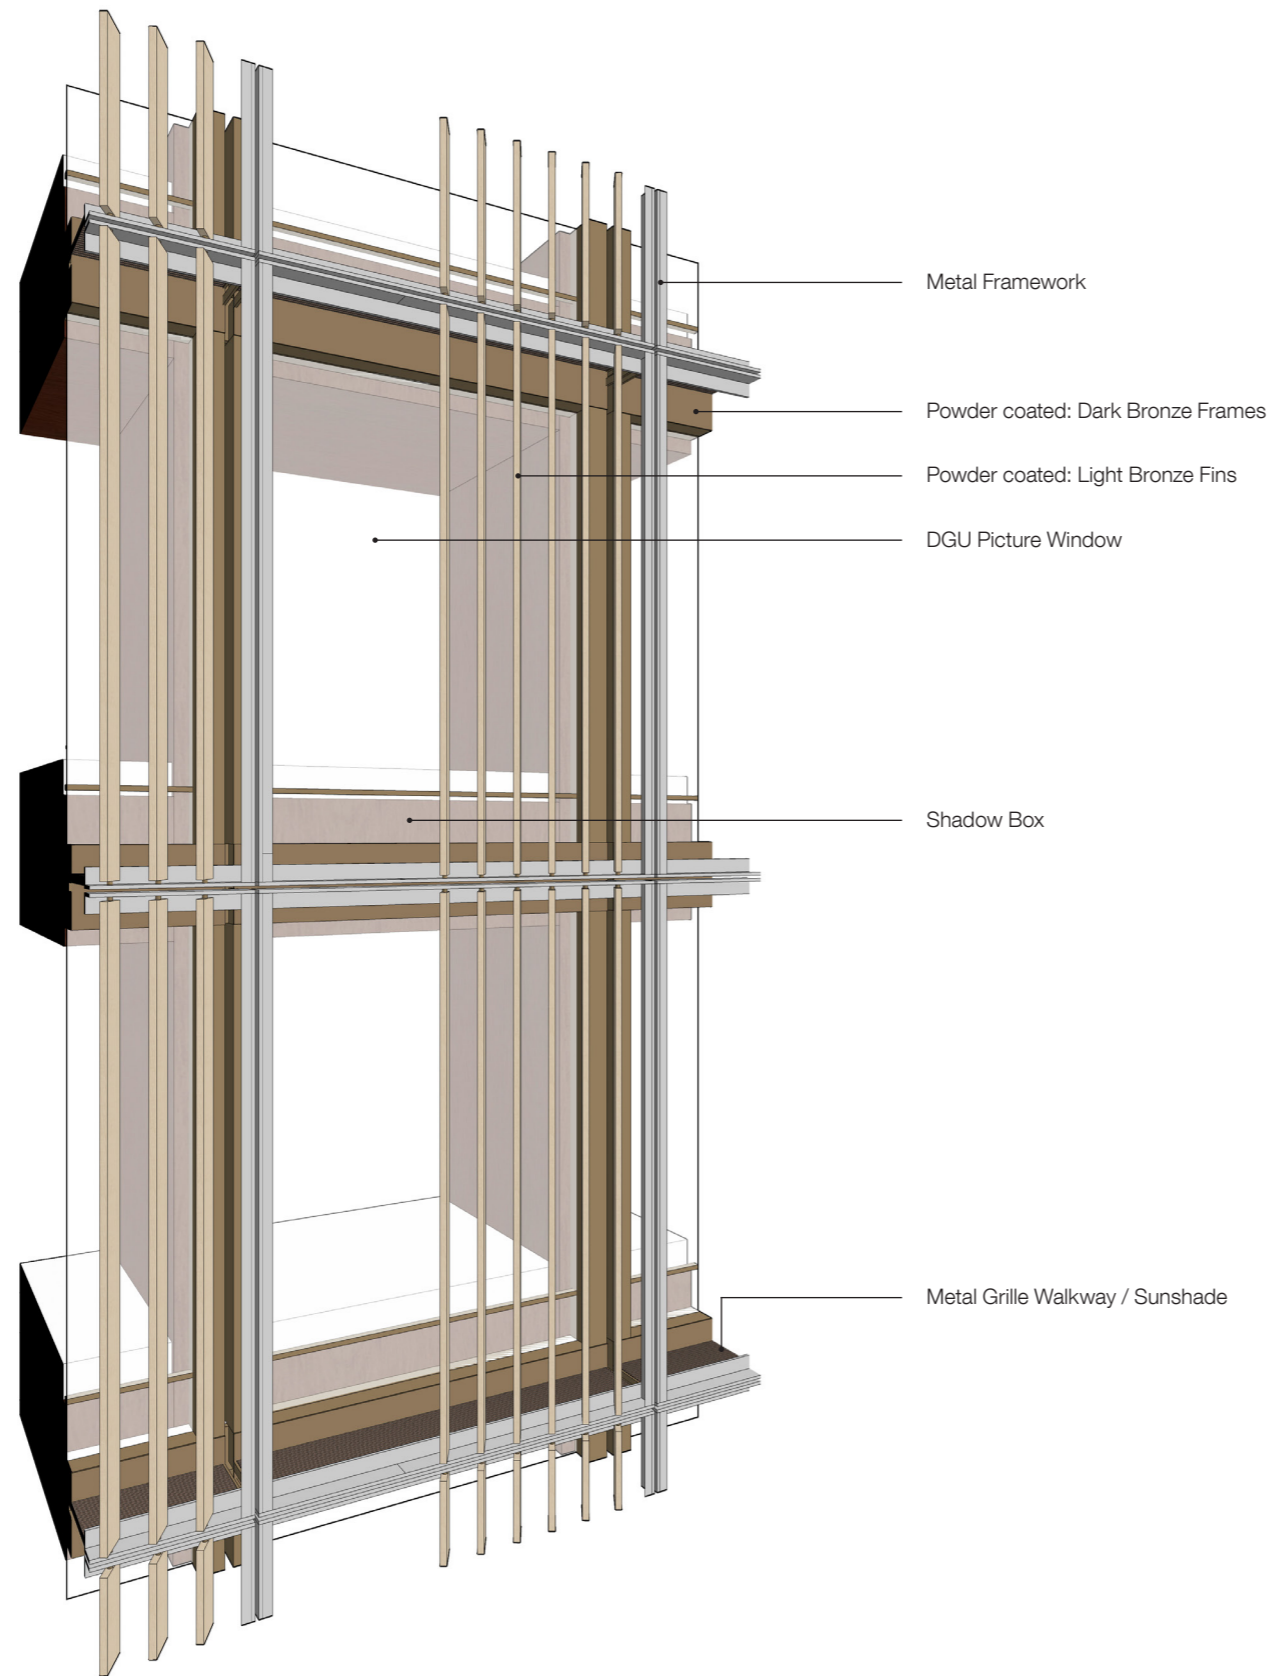 Metal Framework
Powder coated: Dark Bronze Frames
Powder coated: Light Bronze Fins
DGU Picture Window
Shadow Box
Metal Grille Walkway / Sunshade